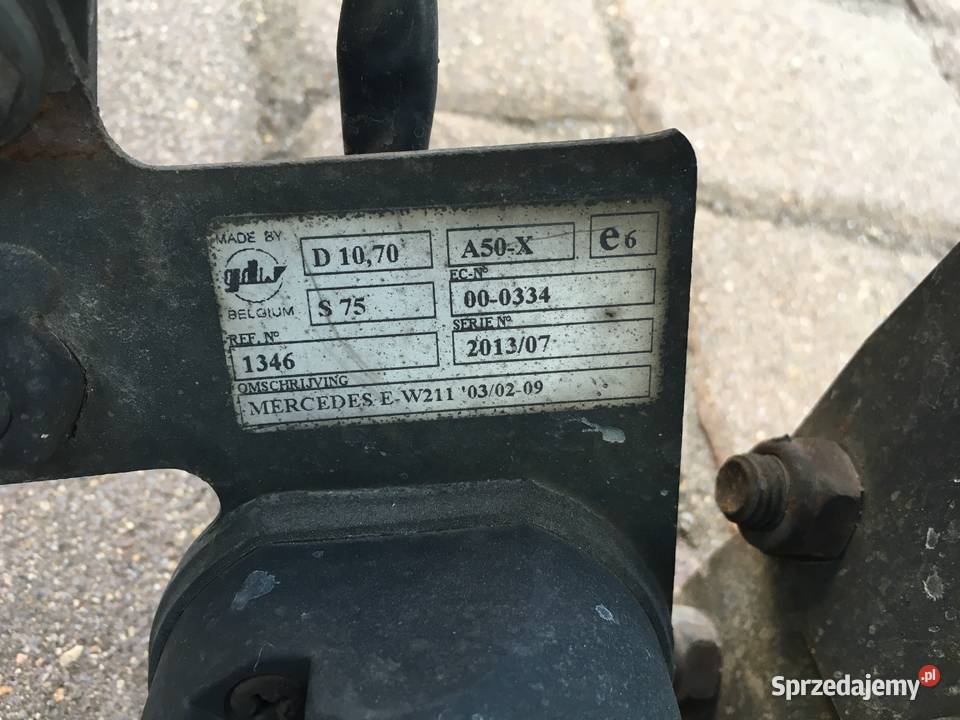 MADE BY
gdw
BELGIUM
D 10,70
A50-X
e6
S 75
EC-Nº
00-0334
REF. Nº
1346
SERIE Nº
2013/07
OMSCHRIJVING
MERCEDES E-W211 '03/02-09
Sprzedajemy.pl